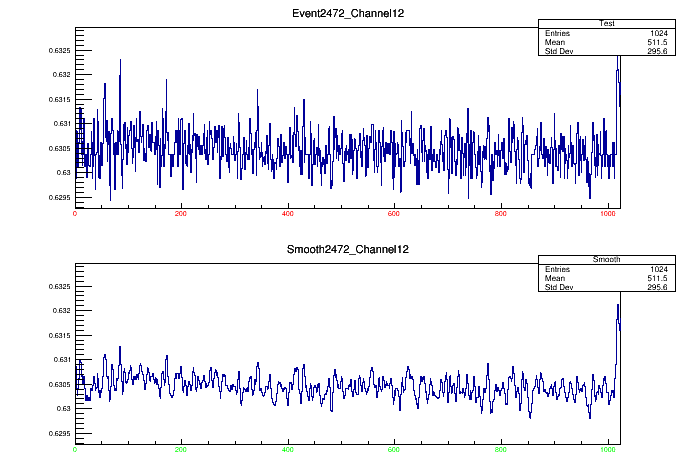 Event2472_Channel12
Test
Entries 1024
Mean 511.5
Std Dev 295.6
0.6325
0.632
0.6315
0.631
0.6305
0.63
0.6295
0 200 400 600 800 1000
Smooth2472_Channel12
Smooth
Entries 1024
Mean 511.5
Std Dev 295.6
0.6325
0.632
0.6315
0.631
0.6305
0.63
0.6295
0 200 400 600 800 1000